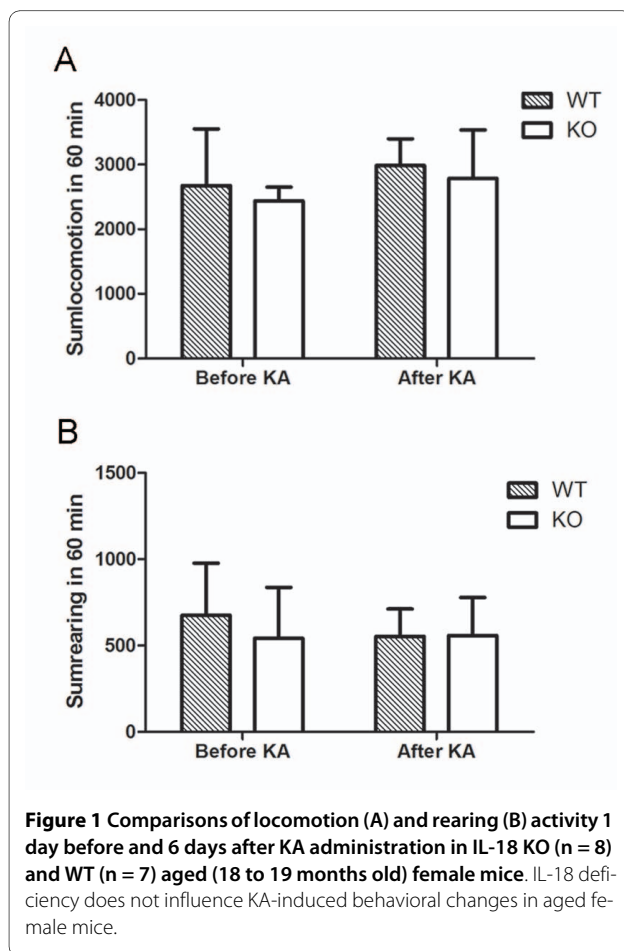 A
4000
3000
2000
1000
0
Sumlocomotion in 60 min
WT
KO
Before KA
After KA
B
1500
1000
500
0
Sumrearing in 60 min
WT
KO
Before KA
After KA
Figure 1 Comparisons of locomotion (A) and rearing (B) activity 1
day before and 6 days after KA administration in IL-18 KO (n = 8)
and WT (n = 7) aged (18 to 19 months old) female mice. IL-18 defi-
ciency does not influence KA-induced behavioral changes in aged fe-
male mice.